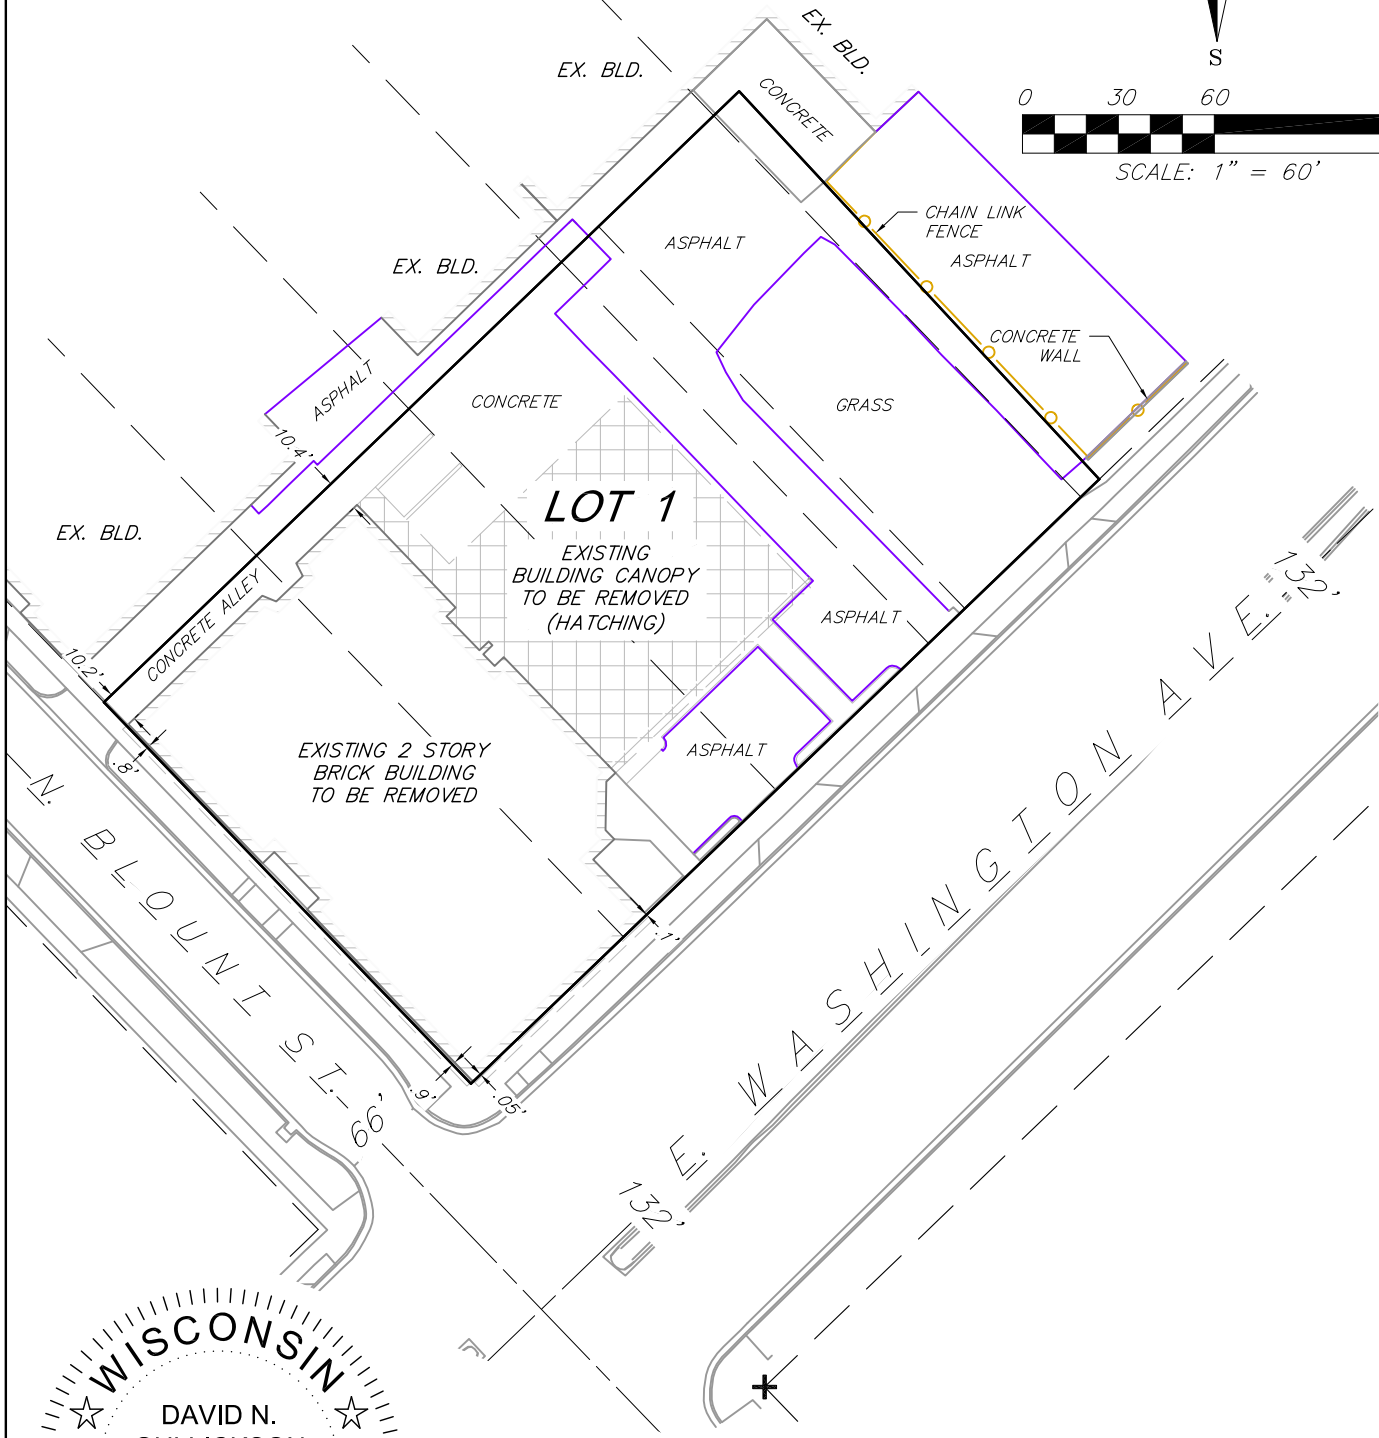 S
0 30 60
SCALE: 1" = 60'
EX. BLD.
EX. BLD.
CONCRETE
CHAIN LINK
FENCE
ASPHALT
ASPHALT
EX. BLD.
CONCRETE
WALL
ASPHALT
CONCRETE
GRASS
10.4'
LOT 1
EX. BLD.
EXISTING
BUILDING CANOPY
TO BE REMOVED
(HATCHING)
132'
CONCRETE ALLEY
ASPHALT
10.2'
EXISTING 2 STORY
BRICK BUILDING
TO BE REMOVED
ASPHALT
.8'
.1'
N. BLOUNT ST.
66'
.9'
.05'
E. WASHINGTON AVE.
132'
WISCONSIN
DAVID N.